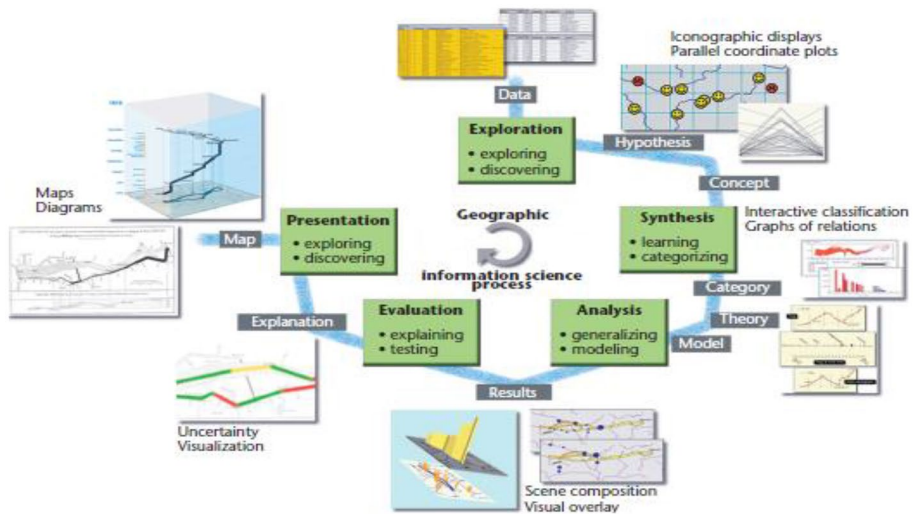 Iconographic displays
Parallel coordinate plots
Data
Exploration
• exploring
• discovering
Hypothesis
Concept
Maps
Diagrams
Presentation
• exploring
• discovering
Map
Geographic
information science
process
Synthesis
• learning
• categorizing
Interactive classification
Graphs of relations
Category
Theory
Model
Explanation
Evaluation
• explaining
• testing
Analysis
• generalizing
• modeling
Results
Uncertainty
Visualization
Scene composition
Visual overlay